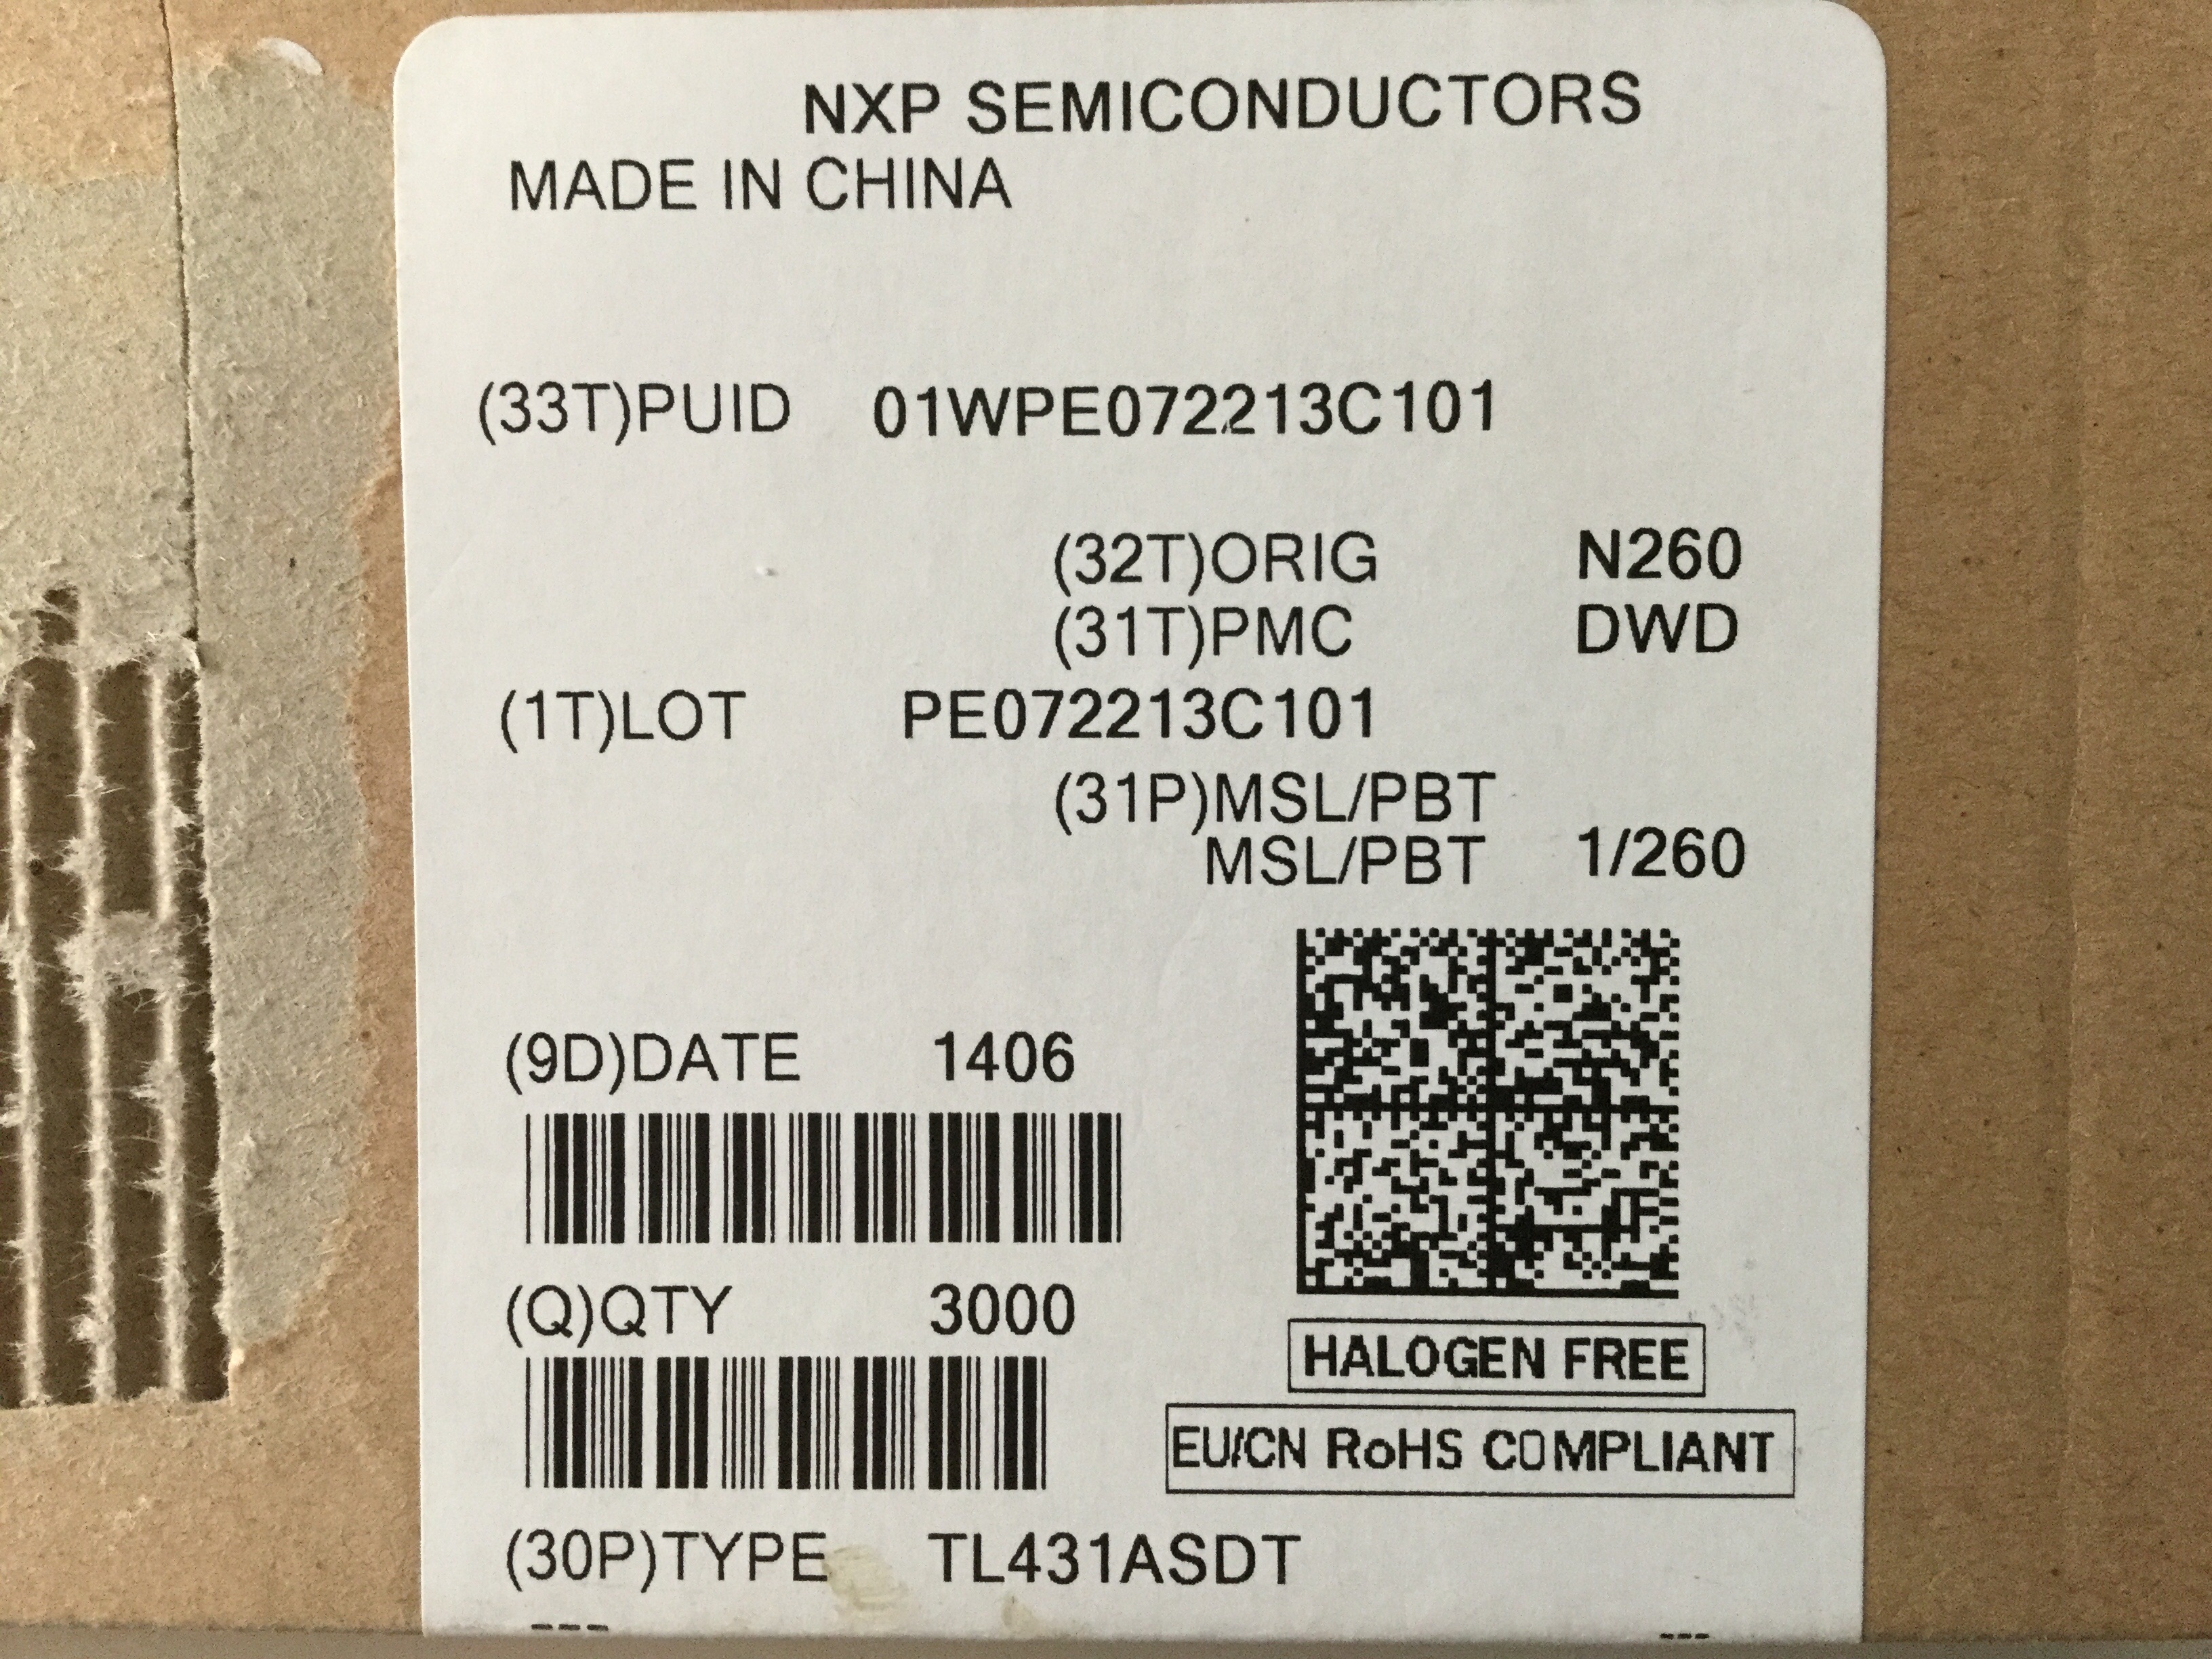 NXP SEMICONDUCTORS
MADE IN CHINA
(33T)PUID 01WPE072213C101
(32T)ORIG N260
(31T)PMC DWD
(1T)LOT PE072213C101
(31P)MSL/PBT
MSL/PBT 1/260
(9D)DATE 1406
(Q)QTY 3000
HALOGEN FREE
EU/CN RoHS COMPLIANT
(30P)TYPE TL431ASDT